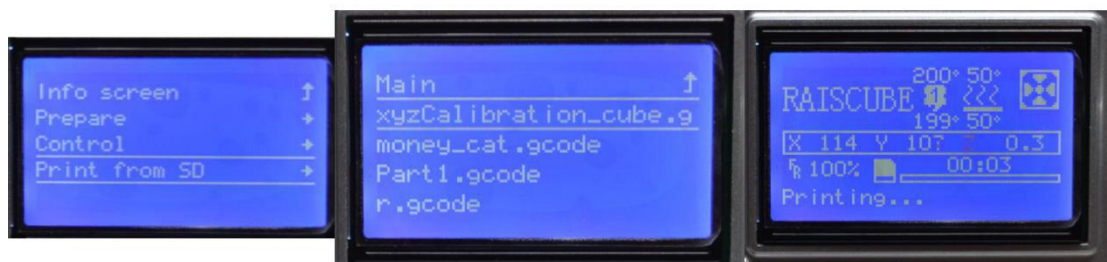 Info screen
Prepare
Control
Print from SD
Main
xyzCalibration_cube.g
money_cat.gcode
Part1.gcode
r.gcode
200° 50°
RAISCUBE
199° 50°
X 114 Y 107 0.3
FR 100% 00:03
Printing...